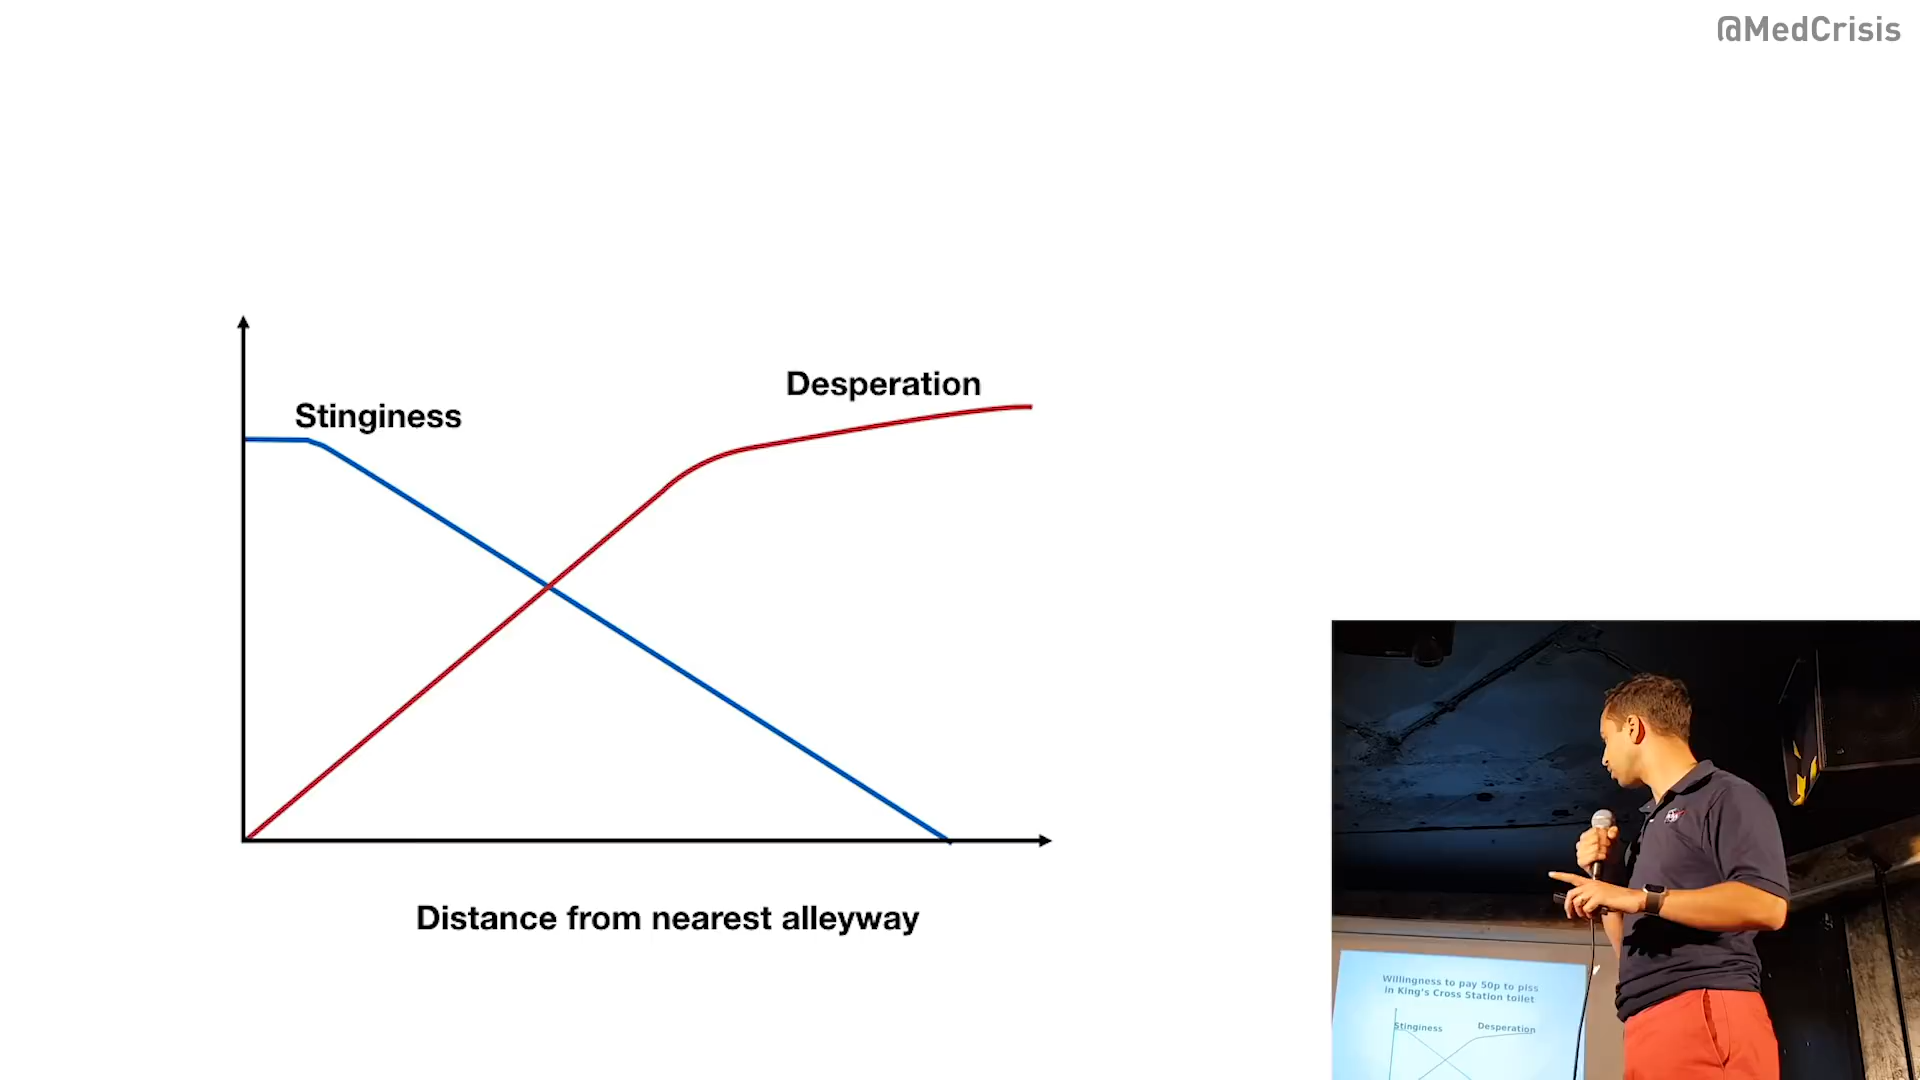 @MedCrisis
Desperation
Stinginess
Distance from nearest alleyway
Willingness to pay 50p to piss
in King's Cross Station toilet
Stinginess
Desperation